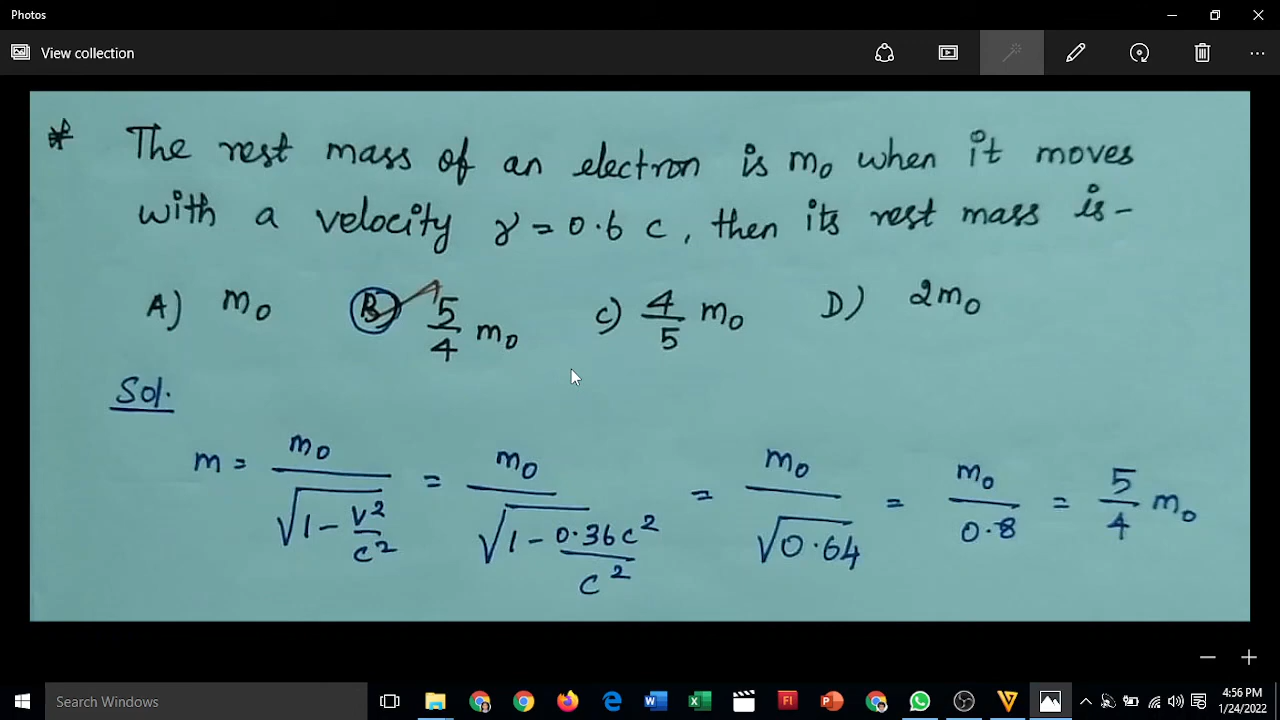 Photos
View collection
* The rest mass of an electron is m₀ when it moves
with a velocity γ = 0.6 c, then its rest mass is-
A) m₀ B) 5/4 m₀ C) 4/5 m₀ D) 2m₀
Sol.
m = m₀/√(1 - v²/c²) = m₀/√(1 - 0.36c²/c²) = m₀/√0.64 = m₀/0.8 = 5/4 m₀
Search Windows
4:56 PM
1/24/2022